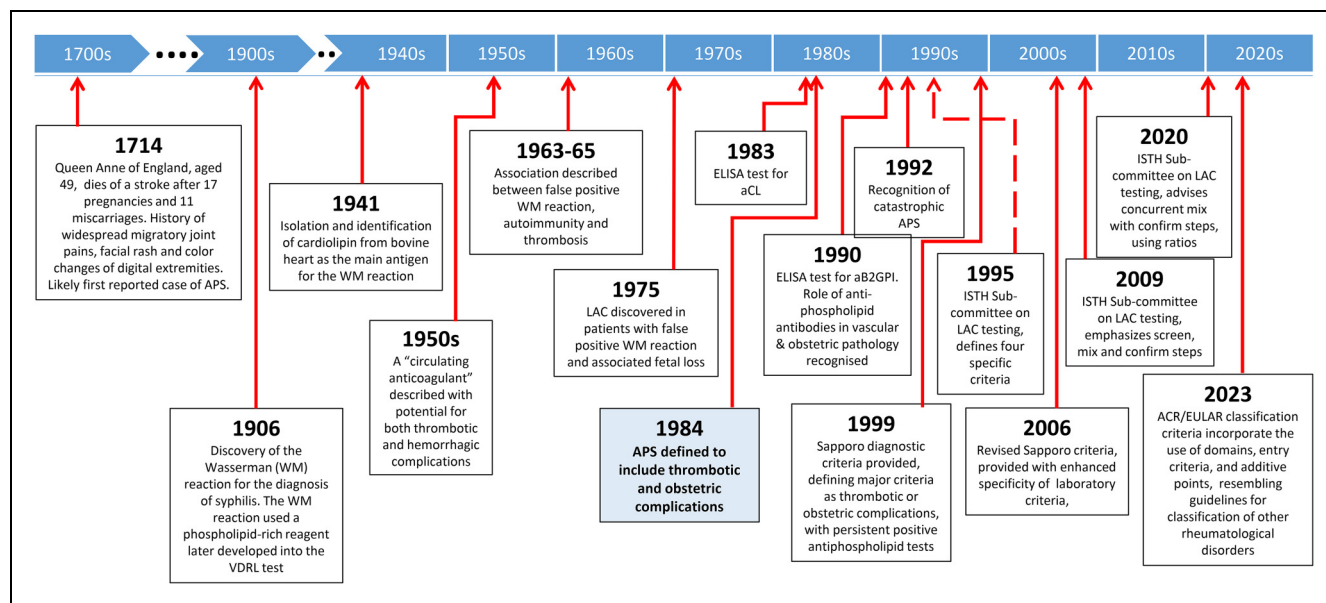 1700s
1900s
1940s
1950s
1960s
1970s
1980s
1990s
2000s
2010s
2020s
1714
Queen Anne of England, aged
49, dies of a stroke after 17
pregnancies and 11
miscarriages. History of
widespread migratory joint
pains, facial rash and color
changes of digital extremities.
Likely first reported case of APS.
1906
Discovery of the
Wasserman (WM)
reaction for the diagnosis
of syphilis. The WM
reaction used a
phospholipid-rich reagent
later developed into the
VDRL test
1941
Isolation and identification
of cardiolipin from bovine
heart as the main antigen
for the WM reaction
1950s
A “circulating
anticoagulant”
described with
potential for
both thrombotic
and hemorrhagic
complications
1963-65
Association described
between false positive
WM reaction,
autoimmunity and
thrombosis
1975
LAC discovered in
patients with false
positive WM reaction
and associated fetal loss
1983
ELISA test for
aCL
1984
APS defined to
include thrombotic
and obstetric
complications
1990
ELISA test for aB2GPI.
Role of anti-
phospholipid
antibodies in vascular
& obstetric pathology
recognised
1992
Recognition of
catastrophic
APS
1995
ISTH Sub-
committee on
LAC testing,
defines four
specific
criteria
1999
Sapporo diagnostic
criteria provided,
defining major criteria
as thrombotic or
obstetric complications,
with persistent positive
antiphospholipid tests
2006
Revised Sapporo criteria,
provided with enhanced
specificity of laboratory
criteria,
2009
ISTH Sub-committee
on LAC testing,
emphasizes screen,
mix and confirm steps
2020
ISTH Sub-
committee on LAC
testing, advises
concurrent mix
with confirm steps,
using ratios
2023
ACR/EULAR classification
criteria incorporate the
use of domains, entry
criteria, and additive
points, resembling
guidelines for
classification of other
rheumatological
disorders